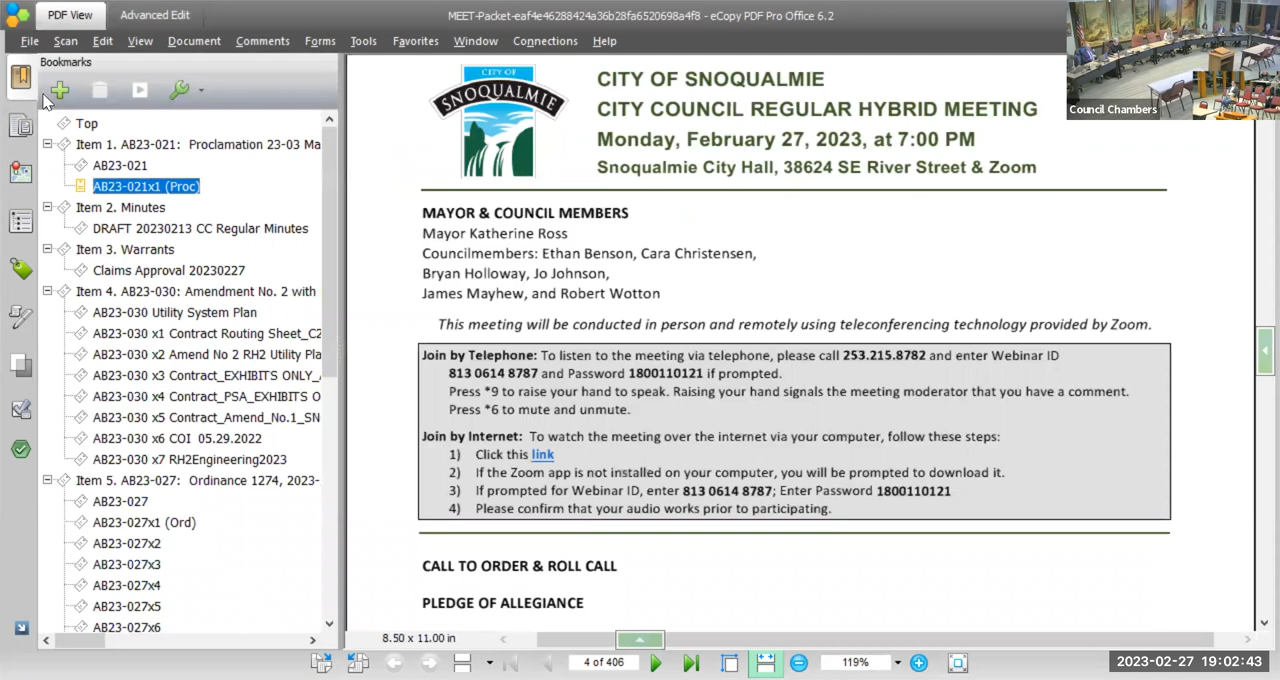 PDF View
Advanced Edit
MEET-Packet-eaf4e46288424a36b28fa6520698a4f8 - eCopy PDF Pro Office 6.2
File Scan Edit View Document Comments Forms Tools Favorites Window Connections Help
Bookmarks
Top
Item 1. AB23-021: Proclamation 23-03 Ma
AB23-021
AB23-021x1 (Proc)
Item 2. Minutes
DRAFT 20230213 CC Regular Minutes
Item 3. Warrants
Claims Approval 20230227
Item 4. AB23-030: Amendment No. 2 with
AB23-030 Utility System Plan
AB23-030 x1 Contract Routing Sheet_C2
AB23-030 x2 Amend No 2 RH2 Utility Pla
AB23-030 x3 Contract_EXHIBITS ONLY_
AB23-030 x4 Contract_PSA_EXHIBITS O
AB23-030 x5 Contract_Amend_No.1_SN
AB23-030 x6 COI 05.29.2022
AB23-030 x7 RH2Engineering2023
Item 5. AB23-027: Ordinance 1274, 2023-
AB23-027
AB23-027x1 (Ord)
AB23-027x2
AB23-027x3
AB23-027x4
AB23-027x5
AB23-027x6
CITY OF
SNOQUALMIE
CITY OF SNOQUALMIE
CITY COUNCIL REGULAR HYBRID MEETING
Monday, February 27, 2023, at 7:00 PM
Snoqualmie City Hall, 38624 SE River Street & Zoom
Council Chambers
MAYOR & COUNCIL MEMBERS
Mayor Katherine Ross
Councilmembers: Ethan Benson, Cara Christensen,
Bryan Holloway, Jo Johnson,
James Mayhew, and Robert Wotton
This meeting will be conducted in person and remotely using teleconferencing technology provided by Zoom.
Join by Telephone: To listen to the meeting via telephone, please call 253.215.8782 and enter Webinar ID
813 0614 8787 and Password 1800110121 if prompted.
Press *9 to raise your hand to speak. Raising your hand signals the meeting moderator that you have a comment.
Press *6 to mute and unmute.
Join by Internet: To watch the meeting over the internet via your computer, follow these steps:
1) Click this link
2) If the Zoom app is not installed on your computer, you will be prompted to download it.
3) If prompted for Webinar ID, enter 813 0614 8787; Enter Password 1800110121
4) Please confirm that your audio works prior to participating.
CALL TO ORDER & ROLL CALL
PLEDGE OF ALLEGIANCE
8.50 x 11.00 in
4 of 406
119%
2023-02-27 19:02:43